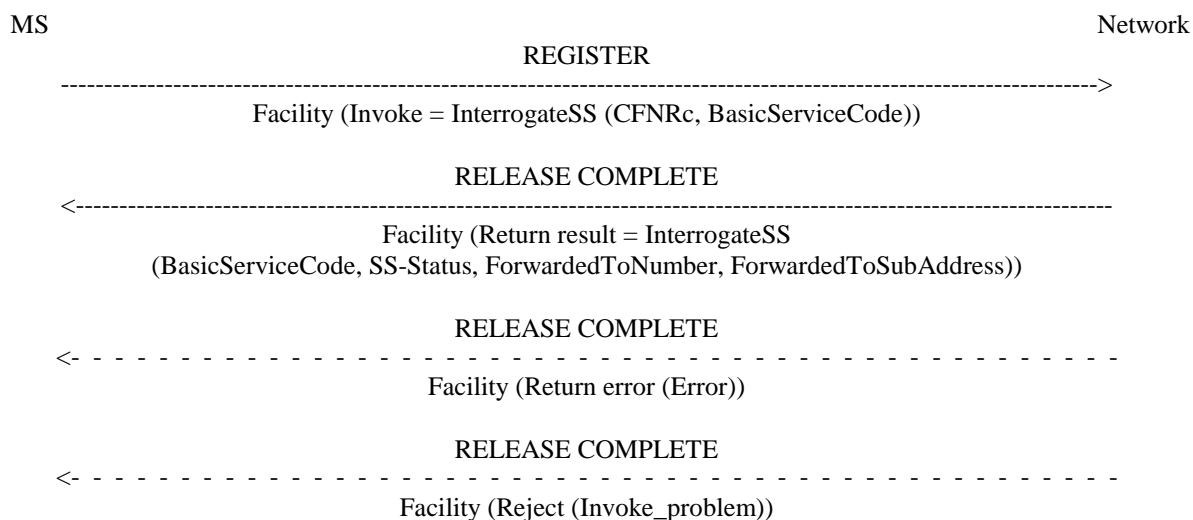 MS Network
REGISTER
------------------------------------------------------------------------------------------------------------------------>
Facility (Invoke = InterrogateSS (CFNRc, BasicServiceCode))
RELEASE COMPLETE
<------------------------------------------------------------------------------------------------------------------------
Facility (Return result = InterrogateSS
(BasicServiceCode, SS-Status, ForwardedToNumber, ForwardedToSubAddress))
RELEASE COMPLETE
<- - - - - - - - - - - - - - - - - - - - - - - - - - - - - - - - - - - - - - - - - - - - - - - -
Facility (Return error (Error))
RELEASE COMPLETE
<- - - - - - - - - - - - - - - - - - - - - - - - - - - - - - - - - - - - - - - - - - - - - - - -
Facility (Reject (Invoke_problem))